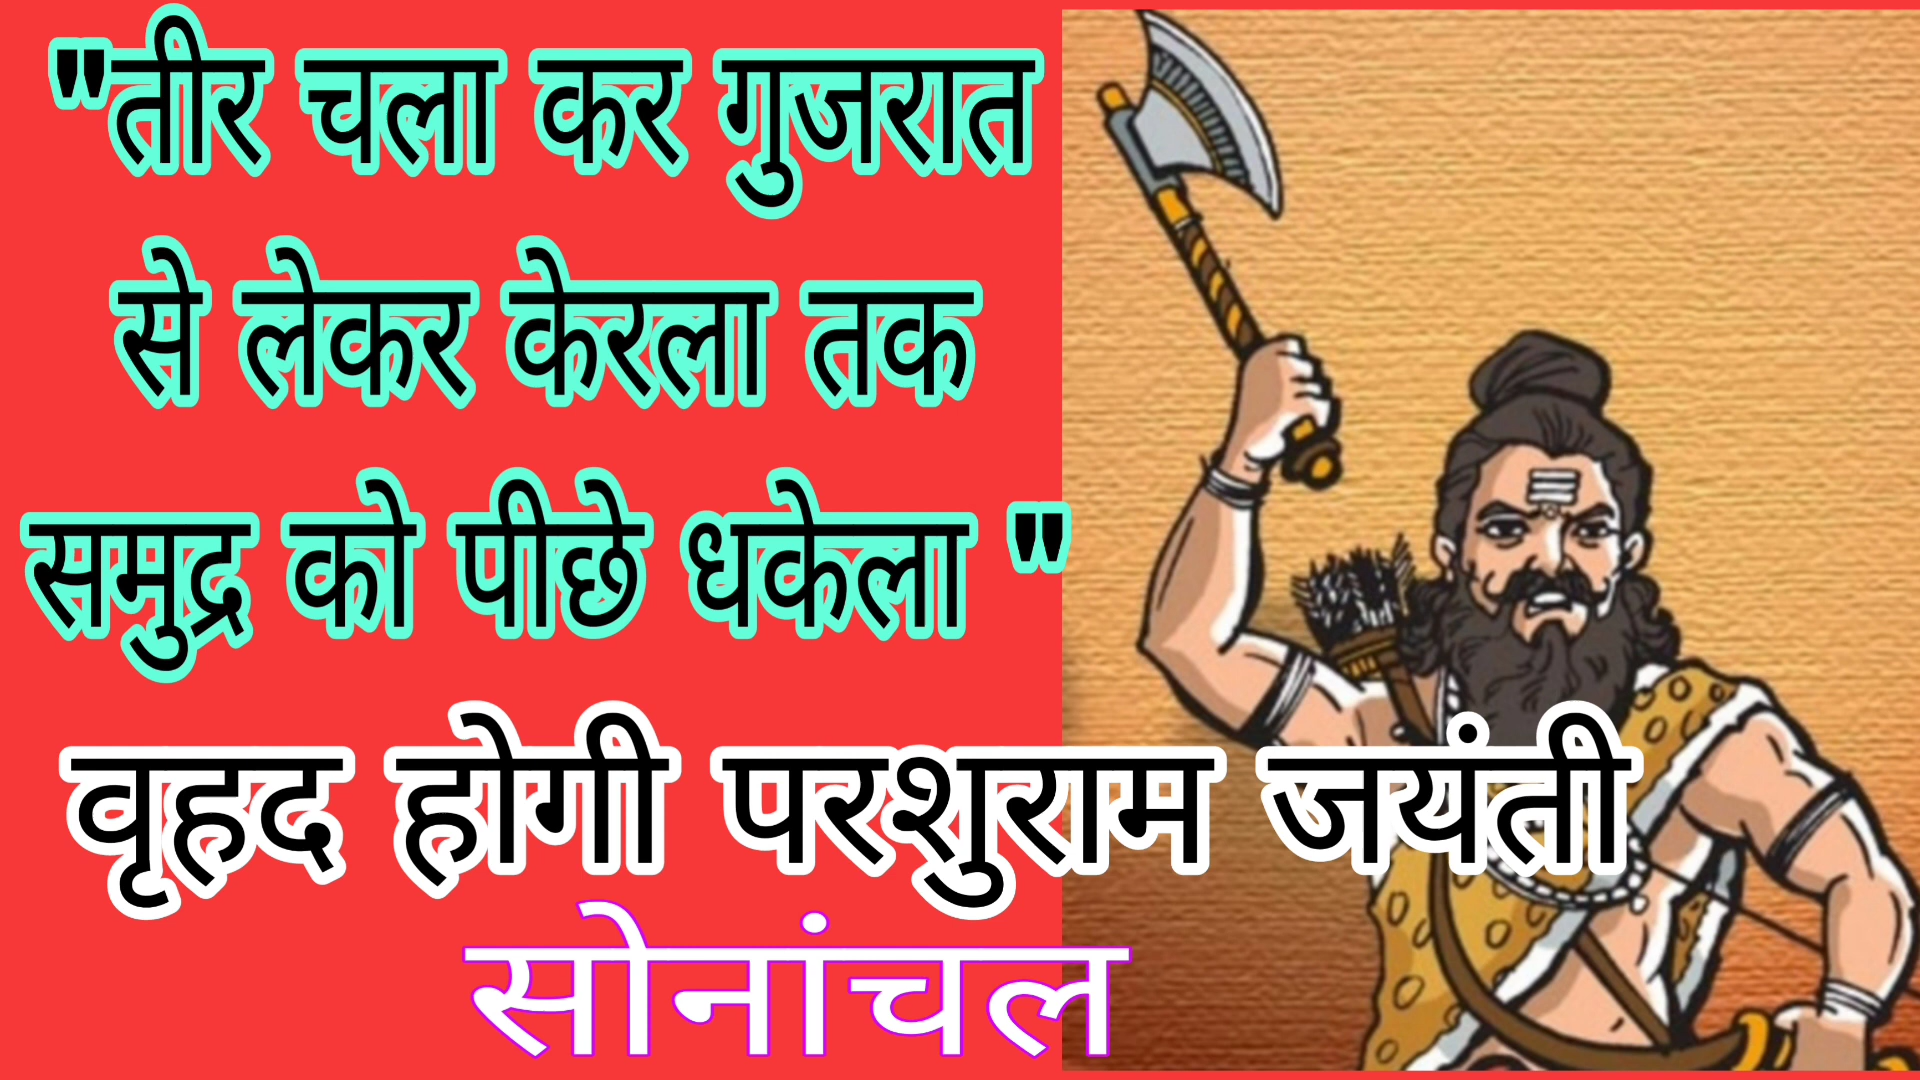 "तीर चला कर गुजरात
से लेकर केरला तक
समुद्र को पीछे धकेला "
वृहद होगी परशुराम जयंती
सोनांचल